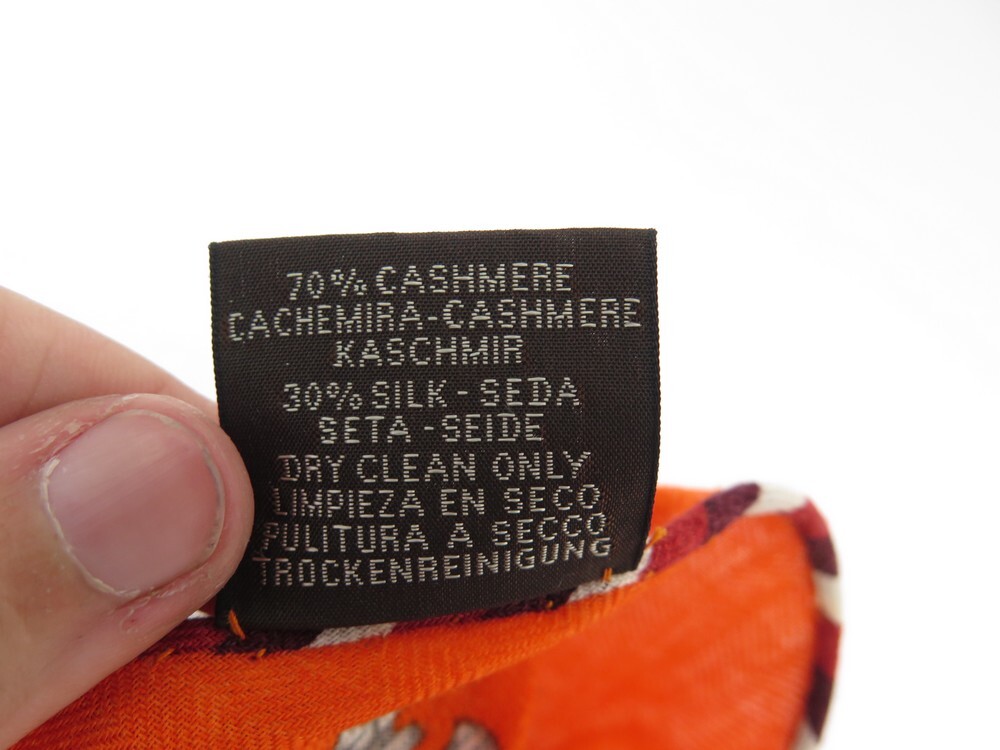 70% CASHMERE
CACHEMIRA-CASHMERE
KASCHMIR
30% SILK - SEDA
SETA - SEIDE
DRY CLEAN ONLY
LIMPIEZA EN SECO
PULITURA A SECCO
TROCKENREINIGUNG